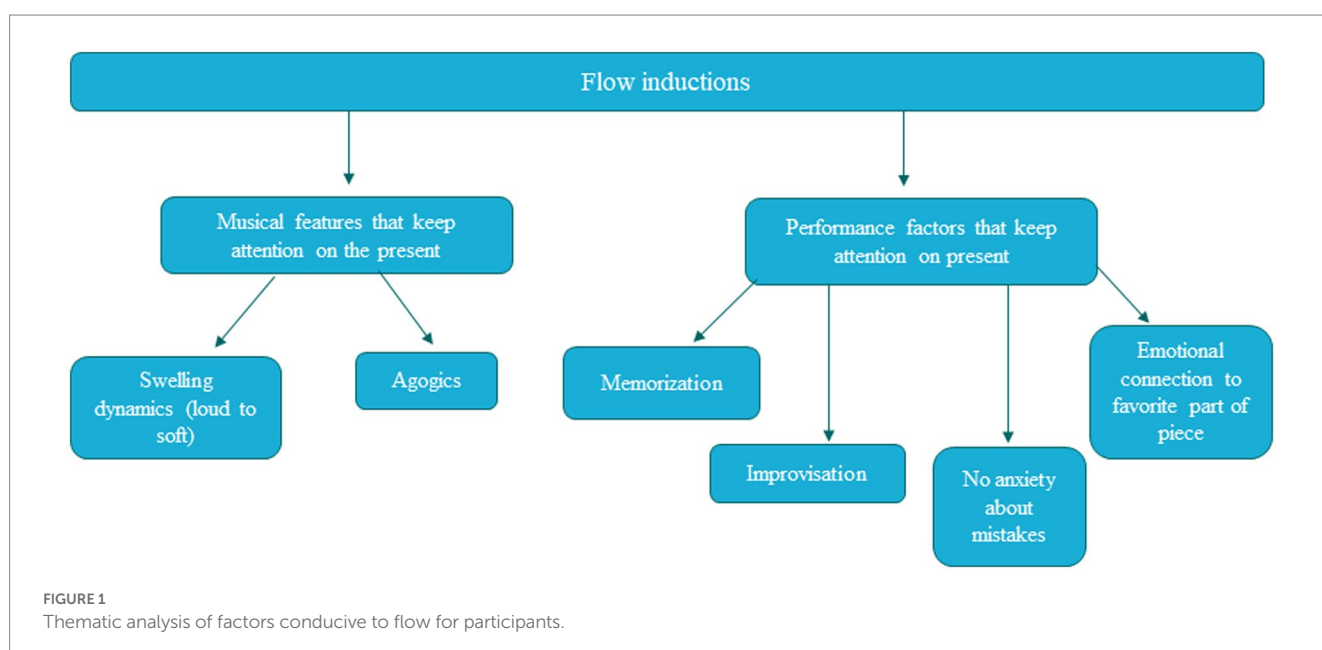 Flow inductions
Musical features that keep
attention on the present
Performance factors that keep
attention on present
Swelling
dynamics (loud to
soft)
Agogics
Memorization
Improvisation
No anxiety
about
mistakes
Emotional
connection to
favorite part of
piece
FIGURE 1
Thematic analysis of factors conducive to flow for participants.